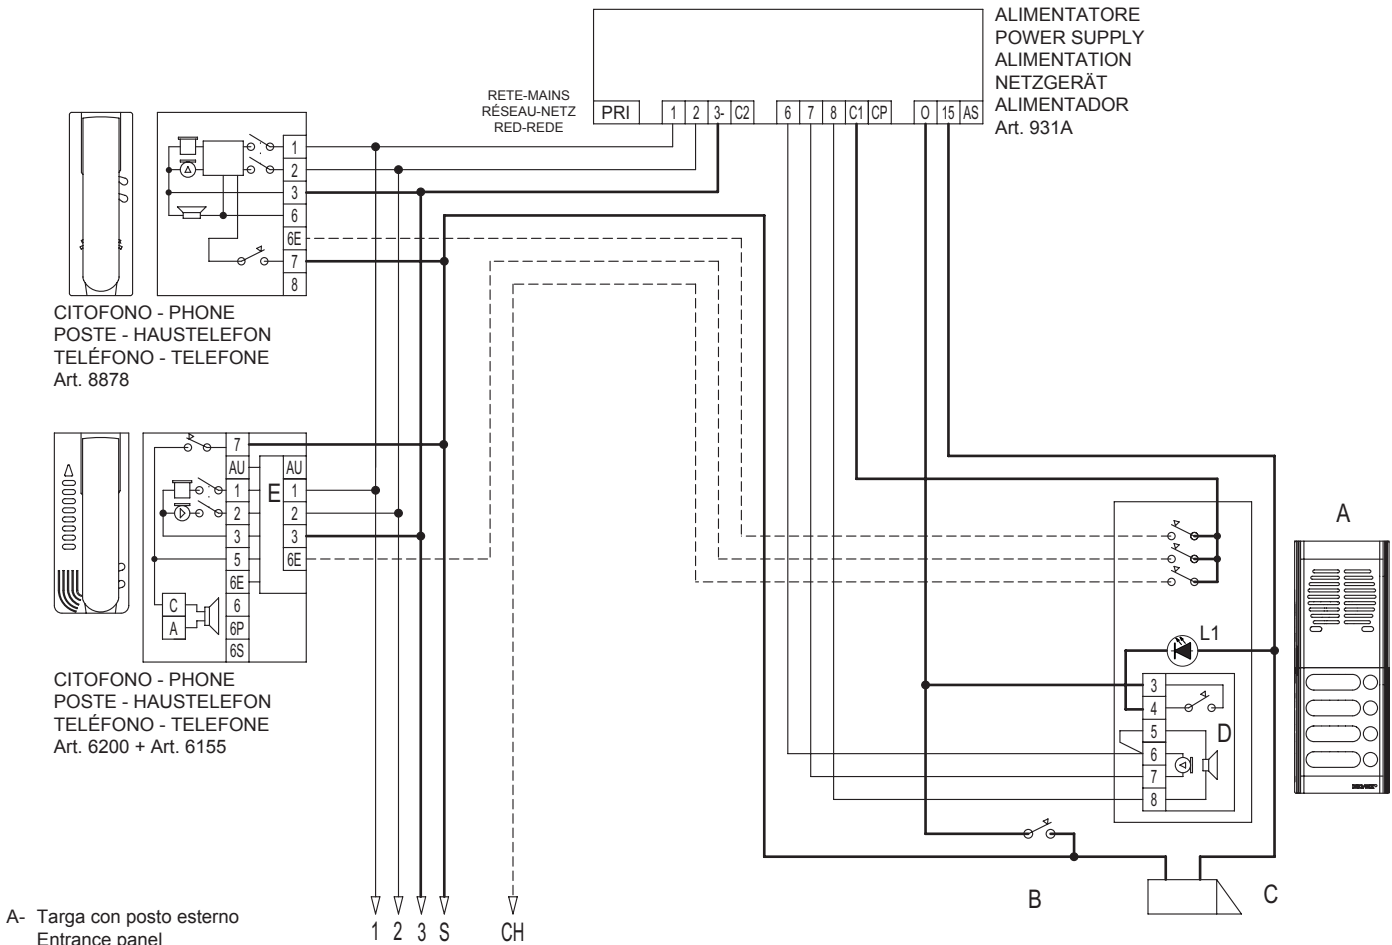 ALIMENTATORE
POWER SUPPLY
ALIMENTATION
NETZGERÄT
ALIMENTADOR
Art. 931A
RETE-MAINS
RÉSEAU-NETZ
RED-REDE
PRI 1 2 3- C2 6 7 8 C1 CP O 15 AS
1
2
3
6
6E
7
8
CITOFONO - PHONE
POSTE - HAUSTELEFON
TELÉFONO - TELEFONE
Art. 8878
7
AU AU
1 E 1
2 2
3 3
5 6E
6E
C 6
A 6P
6S
CITOFONO - PHONE
POSTE - HAUSTELEFON
TELÉFONO - TELEFONE
Art. 6200 + Art. 6155
A
L1
3
4
5 D
6
7
8
B
C
1 2 3 S CH
A- Targa con posto esterno
Entrance panel